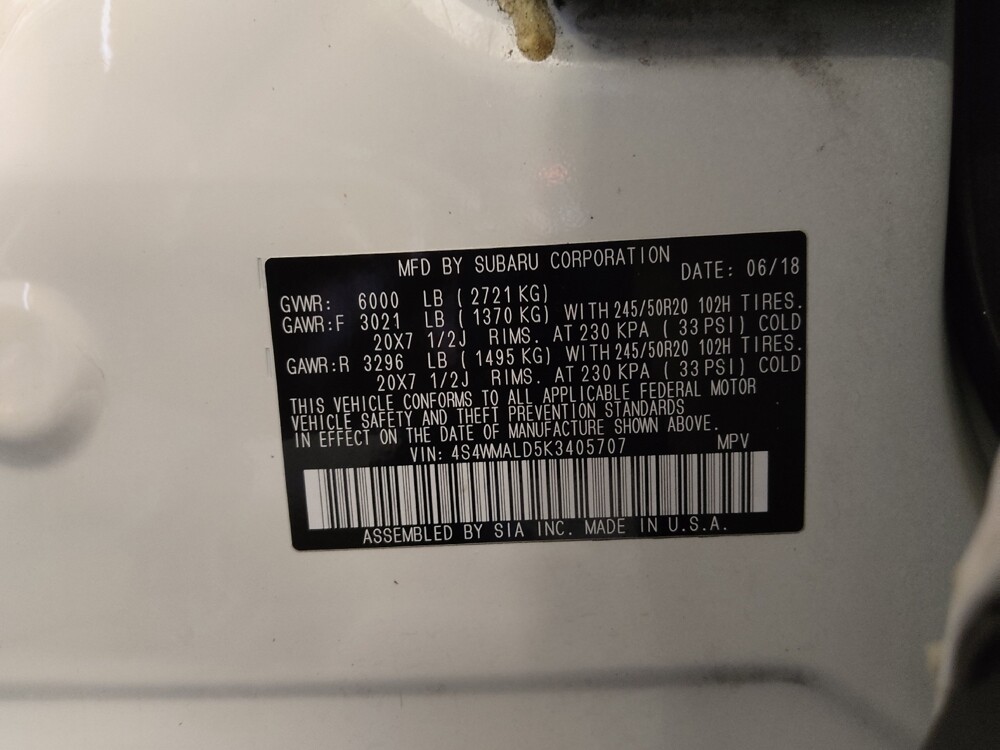 MFD BY SUBARU CORPORATION DATE: 06/18
GVWR: 6000 LB ( 2721 KG)
GAWR:F 3021 LB ( 1370 KG) WITH 245/50R20 102H TIRES.
20X7 1/2J RIMS. AT 230 KPA ( 33 PSI) COLD
GAWR:R 3296 LB ( 1495 KG) WITH 245/50R20 102H TIRES.
20X7 1/2J RIMS. AT 230 KPA ( 33 PSI) COLD
THIS VEHICLE CONFORMS TO ALL APPLICABLE FEDERAL MOTOR
VEHICLE SAFETY AND THEFT PREVENTION STANDARDS
IN EFFECT ON THE DATE OF MANUFACTURE SHOWN ABOVE.
VIN: 4S4WMALD5K3405707 MPV
ASSEMBLED BY SIA INC. MADE IN U.S.A.